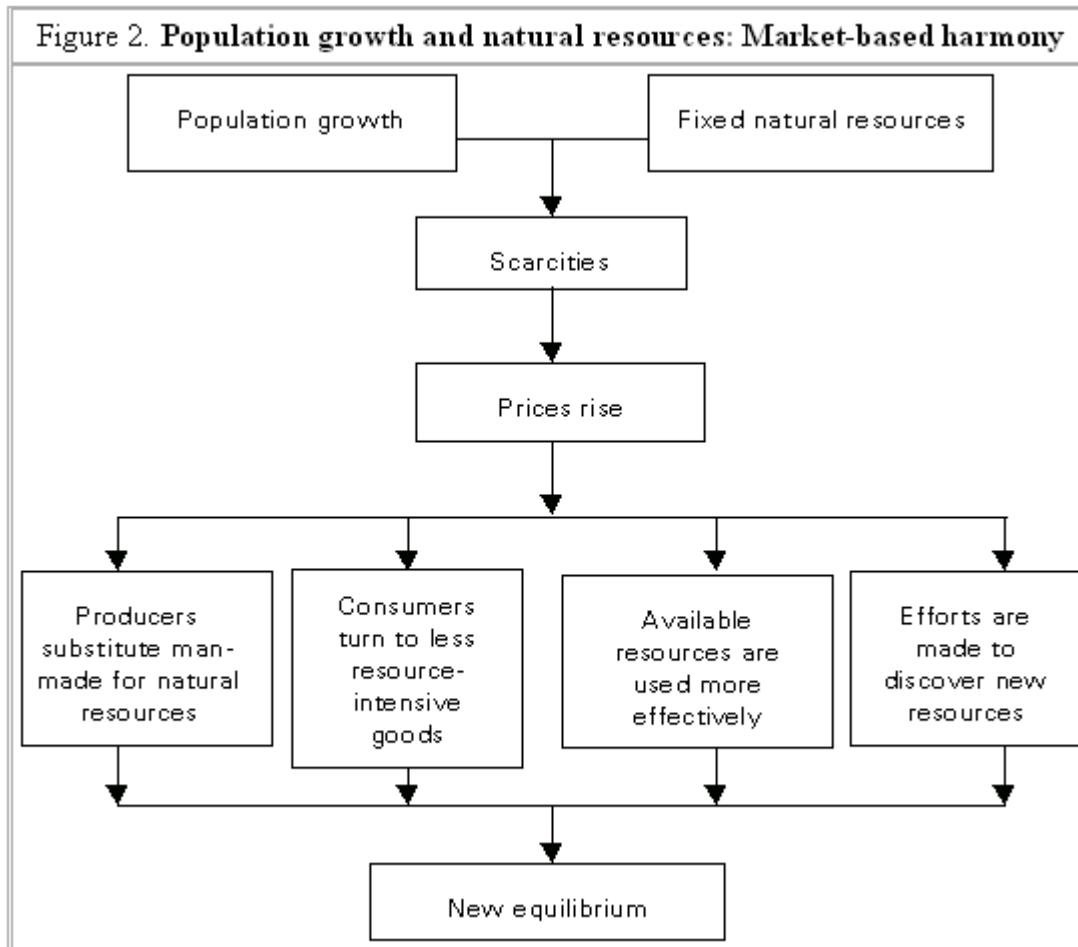 Figure 2. Population growth and natural resources: Market-based harmony
Population growth
Fixed natural resources
Scarcities
Prices rise
Producers
substitute man-
made for natural
resources
Consumers
turn to less
resource-
intensive
goods
Available
resources are
used more
effectively
Efforts are
made to
discover new
resources
New equilibrium